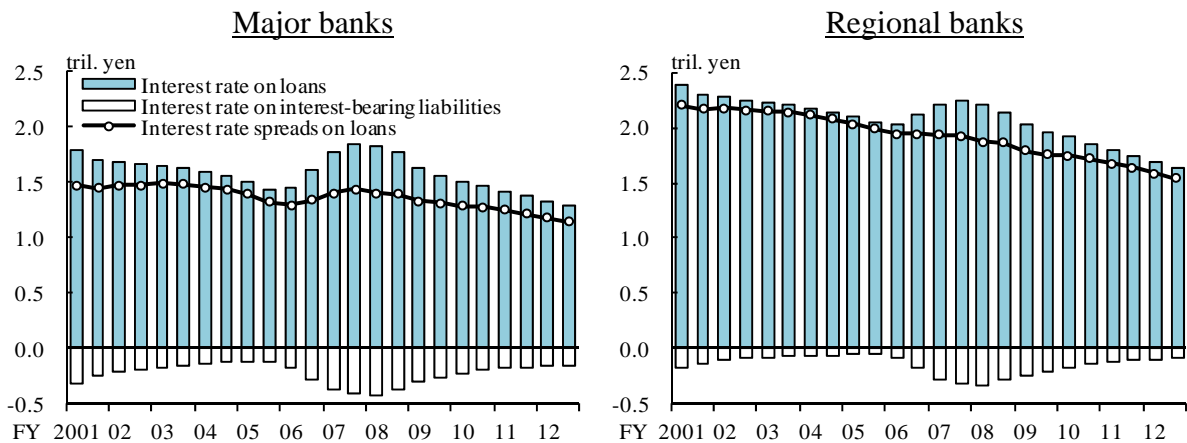 Major banks
tril. yen
2.5
Interest rate on loans
Interest rate on interest-bearing liabilities
Interest rate spreads on loans
2.0
1.5
1.0
0.5
0.0
-0.5
FY 2001 02 03 04 05 06 07 08 09 10 11 12
Regional banks
tril. yen
2.5
2.0
1.5
1.0
0.5
0.0
-0.5
FY 2001 02 03 04 05 06 07 08 09 10 11 12